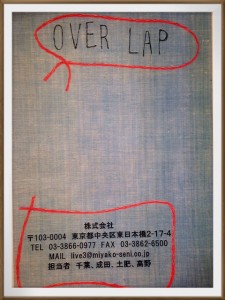 OVER LAP
株式会社
〒103-0004 東京都中央区東日本橋2-17-4
TEL 03-3866-0977 FAX 03-3862-6500
MAIL live3@miyako-seni.co.jp
担当者 千葉、成田、土肥、高野